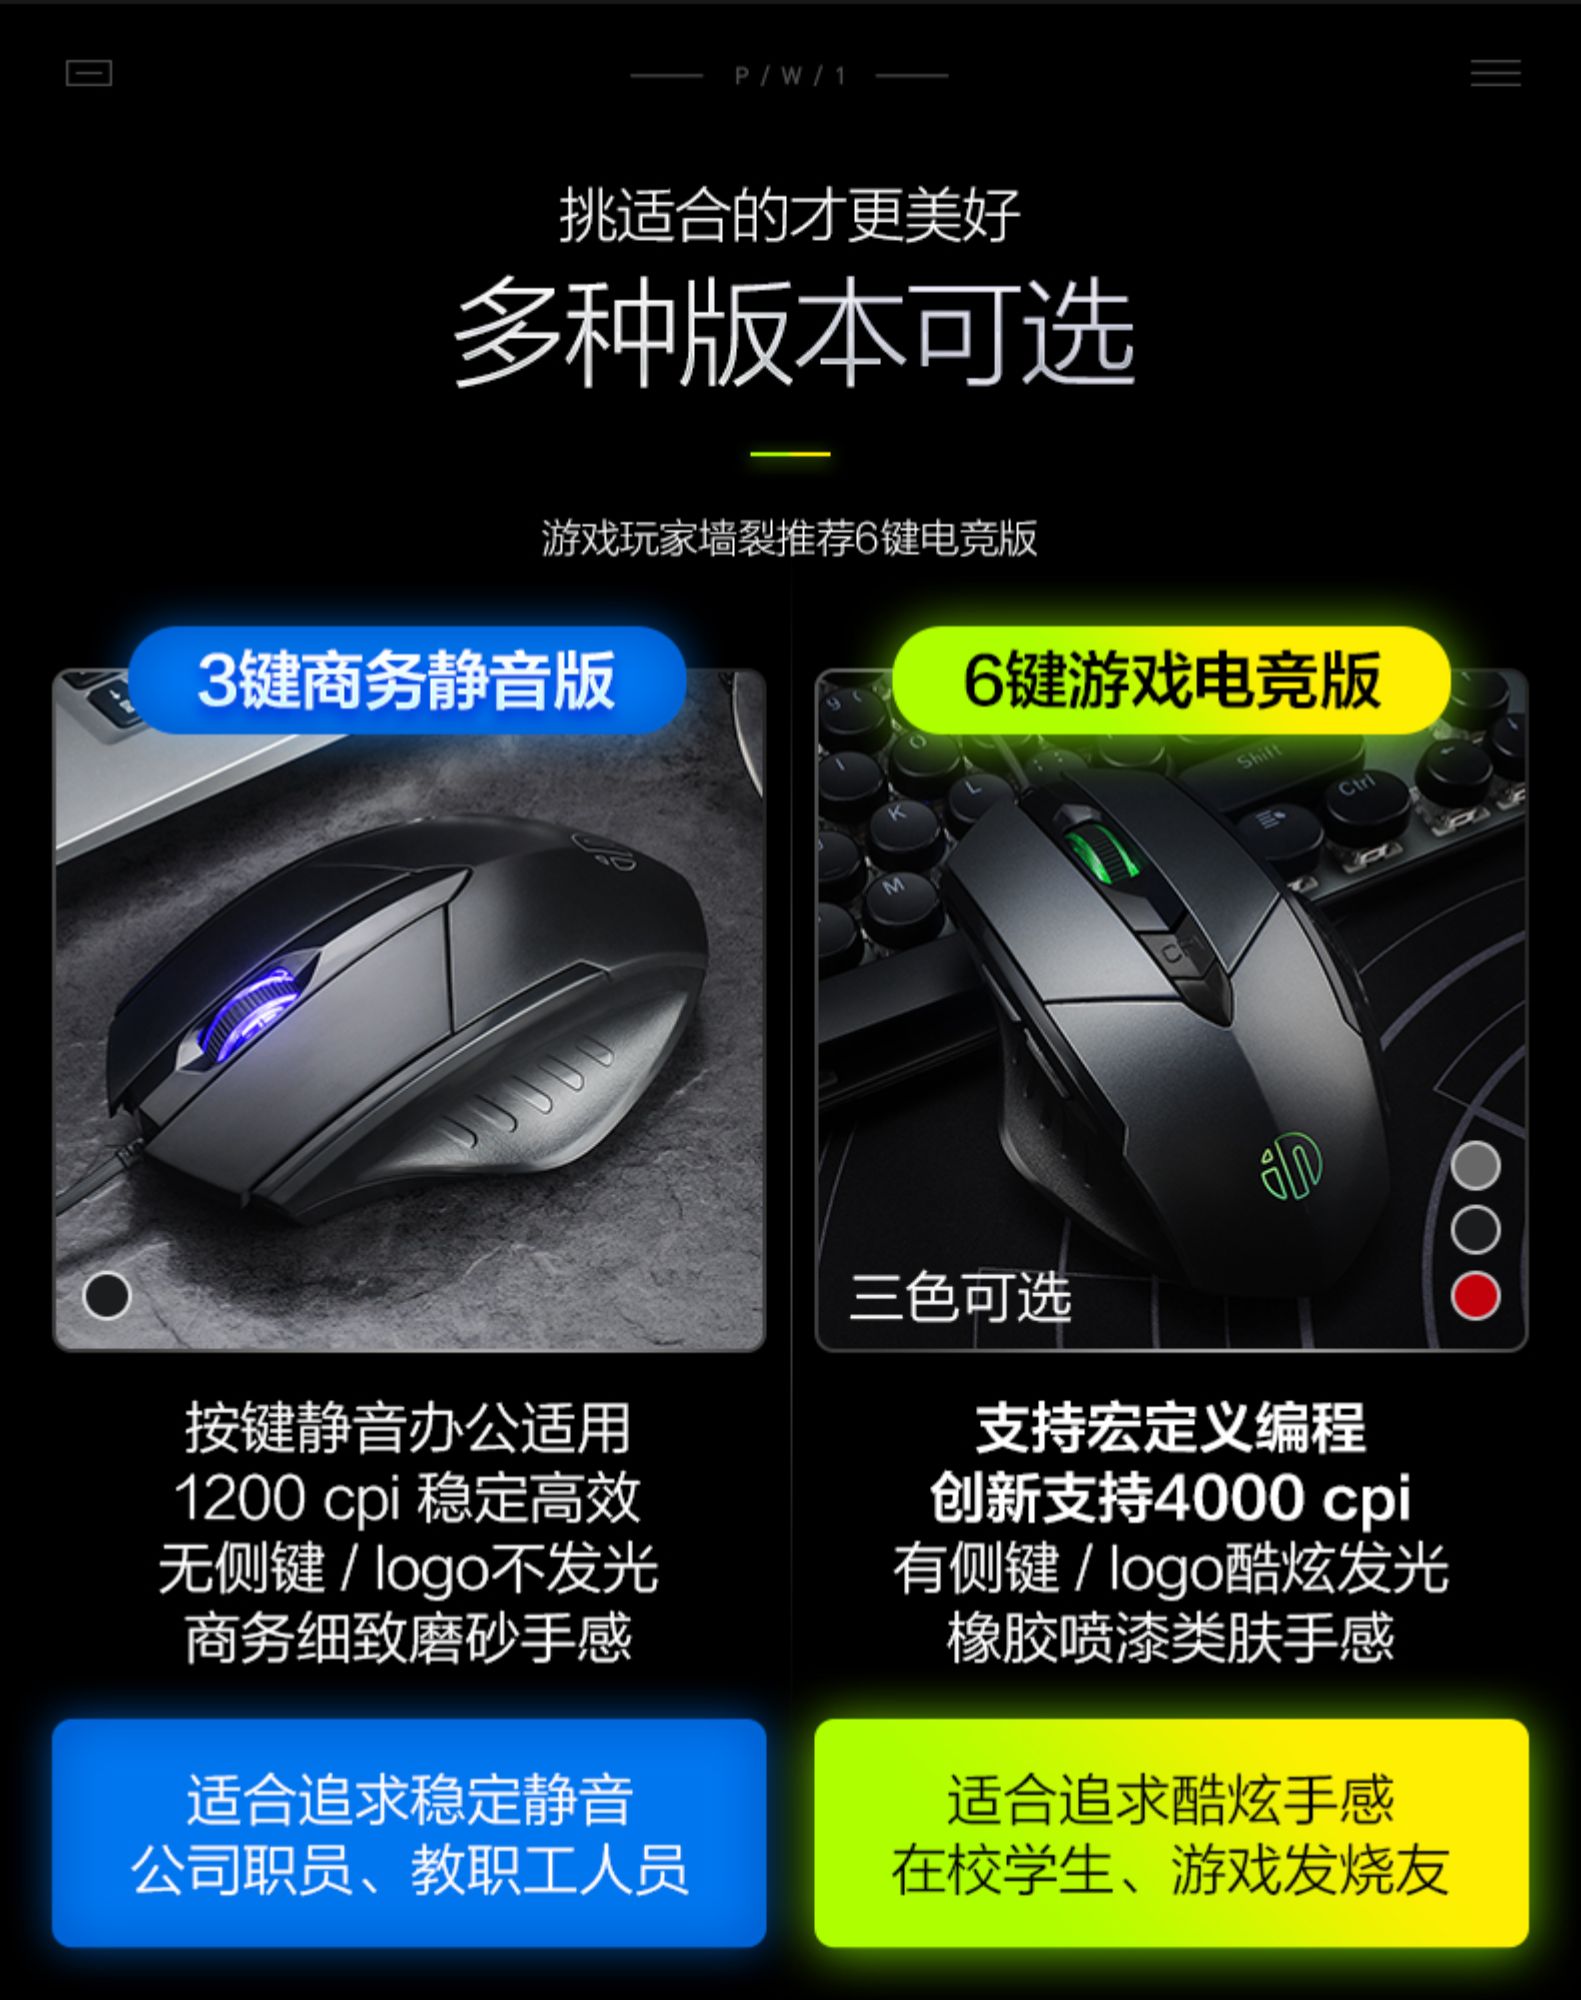 P / W / 1
挑适合的才更美好
多种版本可选
游戏玩家墙裂推荐6键电竞版
3键商务静音版
6键游戏电竞版
Shift
Ctrl
O
I
K
L
M
三色可选
按键静音办公适用
1200 cpi 稳定高效
无侧键 / logo不发光
商务细致磨砂手感
支持宏定义编程
创新支持4000 cpi
有侧键 / logo酷炫发光
橡胶喷漆类肤手感
适合追求稳定静音
公司职员、教职工人员
适合追求酷炫手感
在校学生、游戏发烧友